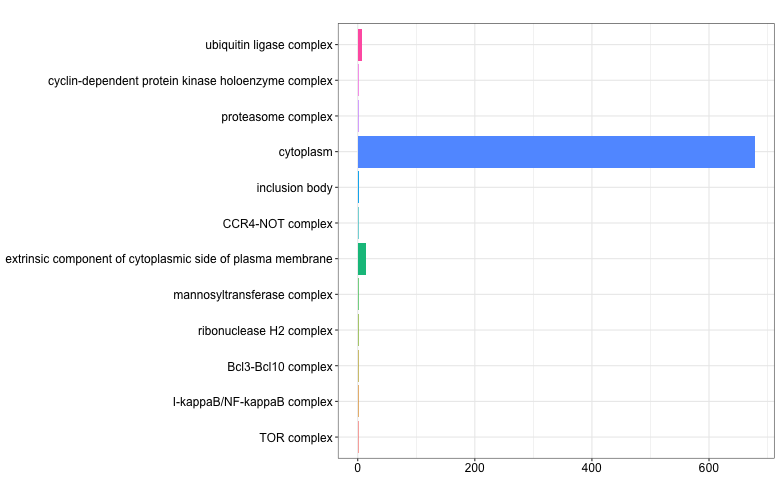 ubiquitin ligase complex
cyclin-dependent protein kinase holoenzyme complex
proteasome complex
cytoplasm
inclusion body
CCR4-NOT complex
extrinsic component of cytoplasmic side of plasma membrane
mannosyltransferase complex
ribonuclease H2 complex
Bcl3-Bcl10 complex
I-kappaB/NF-kappaB complex
TOR complex
0 200 400 600